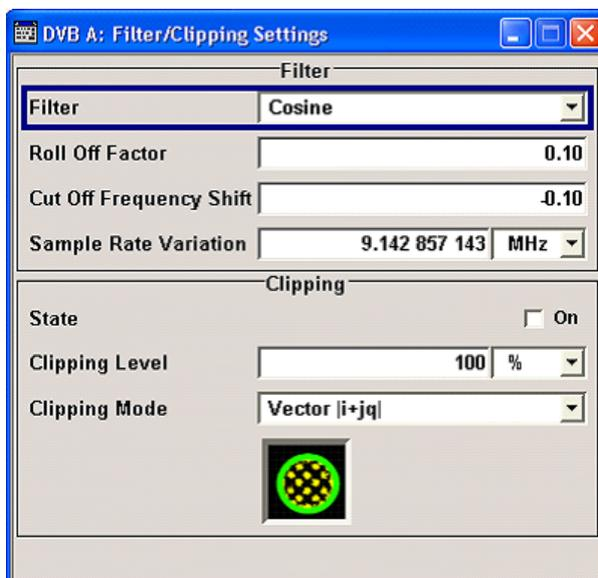 DVB A: Filter/Clipping Settings
Filter
Filter Cosine
Roll Off Factor 0.10
Cut Off Frequency Shift -0.10
Sample Rate Variation 9.142 857 143 MHz
Clipping
State On
Clipping Level 100 %
Clipping Mode Vector |i+jq|